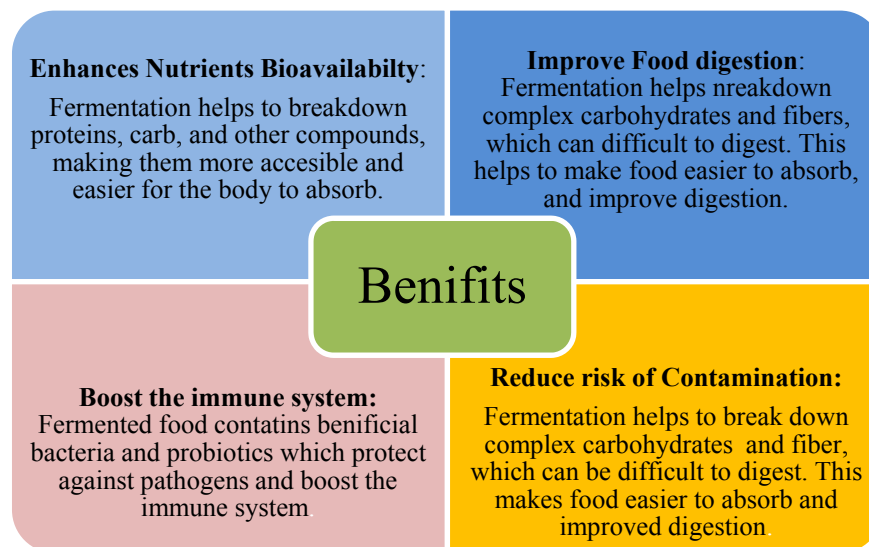 Enhances Nutrients Bioavailabilty:
Fermentation helps to breakdown
proteins, carb, and other compounds,
making them more accesible and
easier for the body to absorb.
Improve Food digestion:
Fermentation helps nreakdown
complex carbohydrates and fibers,
which can difficult to digest. This
helps to make food easier to absorb,
and improve digestion.
Benifits
Boost the immune system:
Fermented food contatins benificial
bacteria and probiotics which protect
against pathogens and boost the
immune system.
Reduce risk of Contamination:
Fermentation helps to break down
complex carbohydrates and fiber,
which can be difficult to digest. This
makes food easier to absorb and
improved digestion.